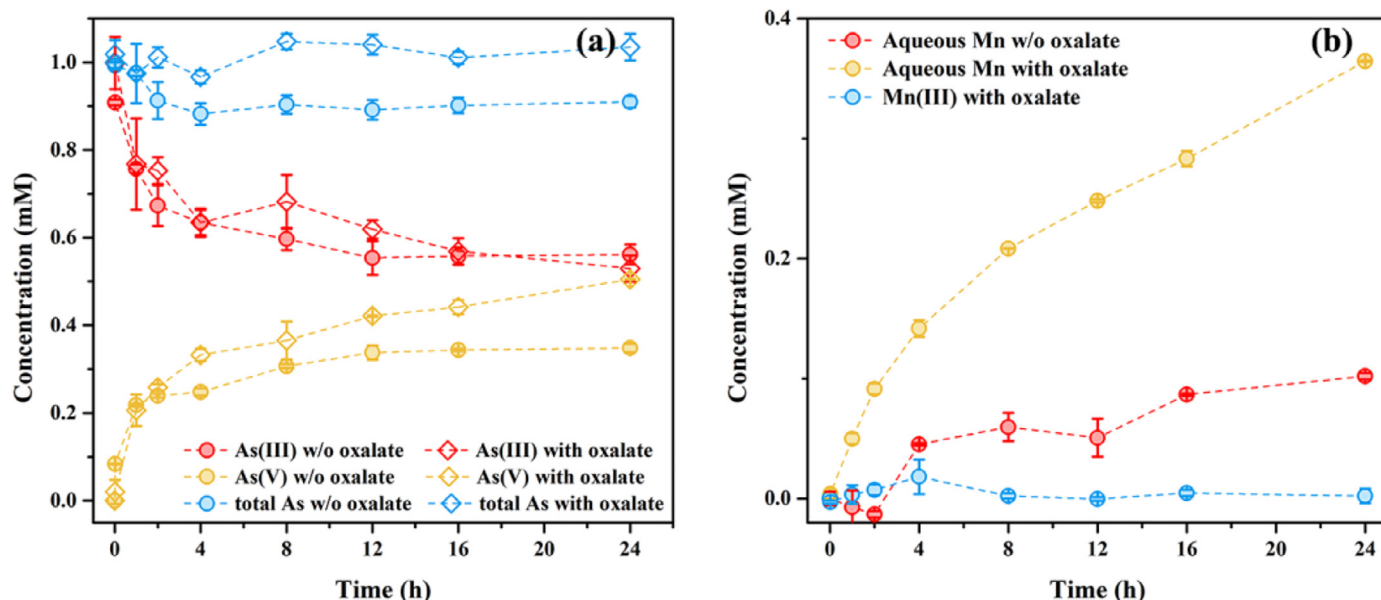 (a)
Concentration (mM)
1.0
0.8
0.6
0.4
0.2
0.0
As(III) w/o oxalate
As(III) with oxalate
As(V) w/o oxalate
As(V) with oxalate
total As w/o oxalate
total As with oxalate
0 4 8 12 16 20 24
Time (h)
(b)
Concentration (mM)
0.4
0.2
0.0
Aqueous Mn w/o oxalate
Aqueous Mn with oxalate
Mn(III) with oxalate
0 4 8 12 16 20 24
Time (h)